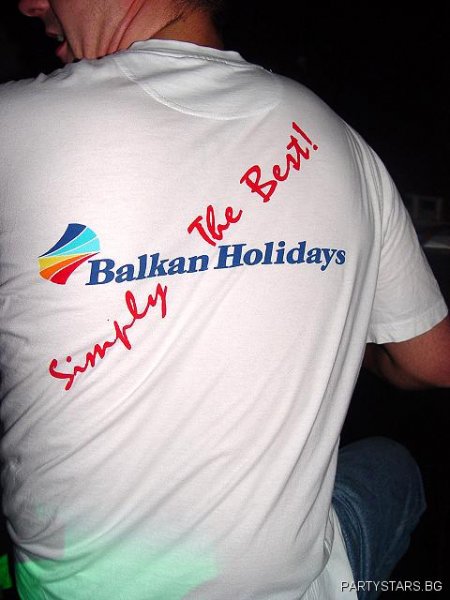 Simply The Best!
Balkan Holidays
PARTYSTARS.BG